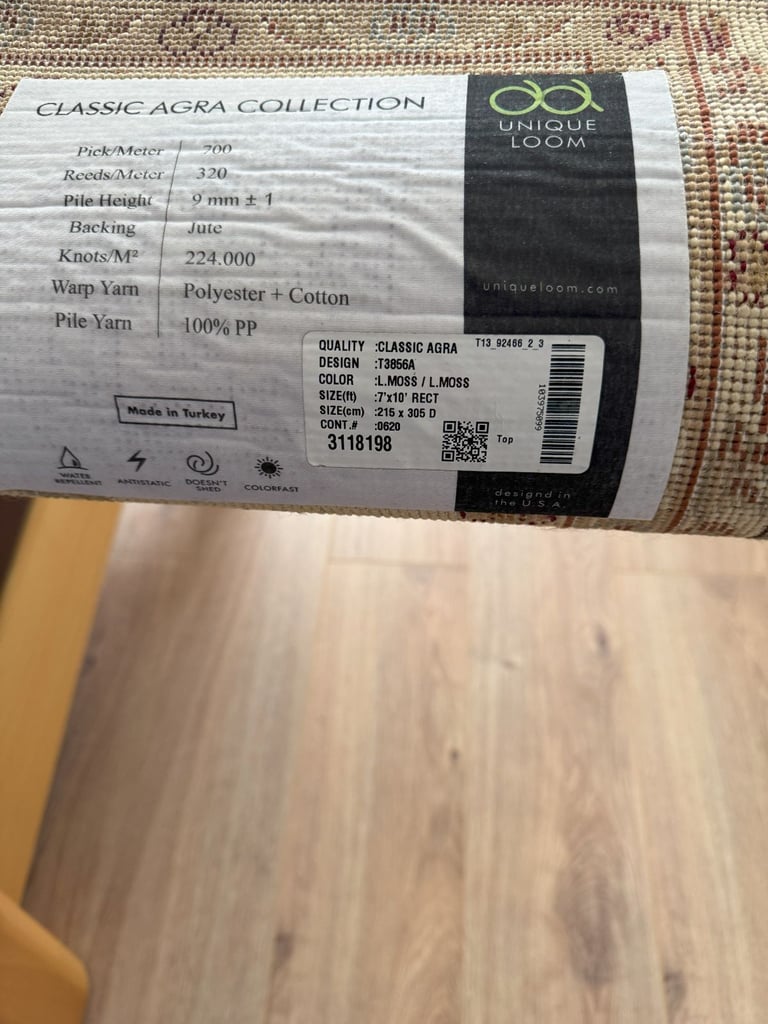 CLASSIC AGRA COLLECTION
Pick/Meter 700
Reeds/Meter 320
Pile Height 9 mm ± 1
Backing Jute
Knots/M² 224.000
Warp Yarn Polyester + Cotton
Pile Yarn 100% PP
Made in Turkey
WATER REPELLENT
ANTISTATIC
DOESN'T SHED
COLORFAST
UNIQUE
LOOM
uniqueloom.com
QUALITY :CLASSIC AGRA T13_92466_2_3
DESIGN :T3856A
COLOR :L.MOSS / L.MOSS
SIZE(ft) :7'x10' RECT
SIZE(cm) :215 x 305 D
CONT.# :0620
3118198
Top
103975099
designd in
the U.S.A.